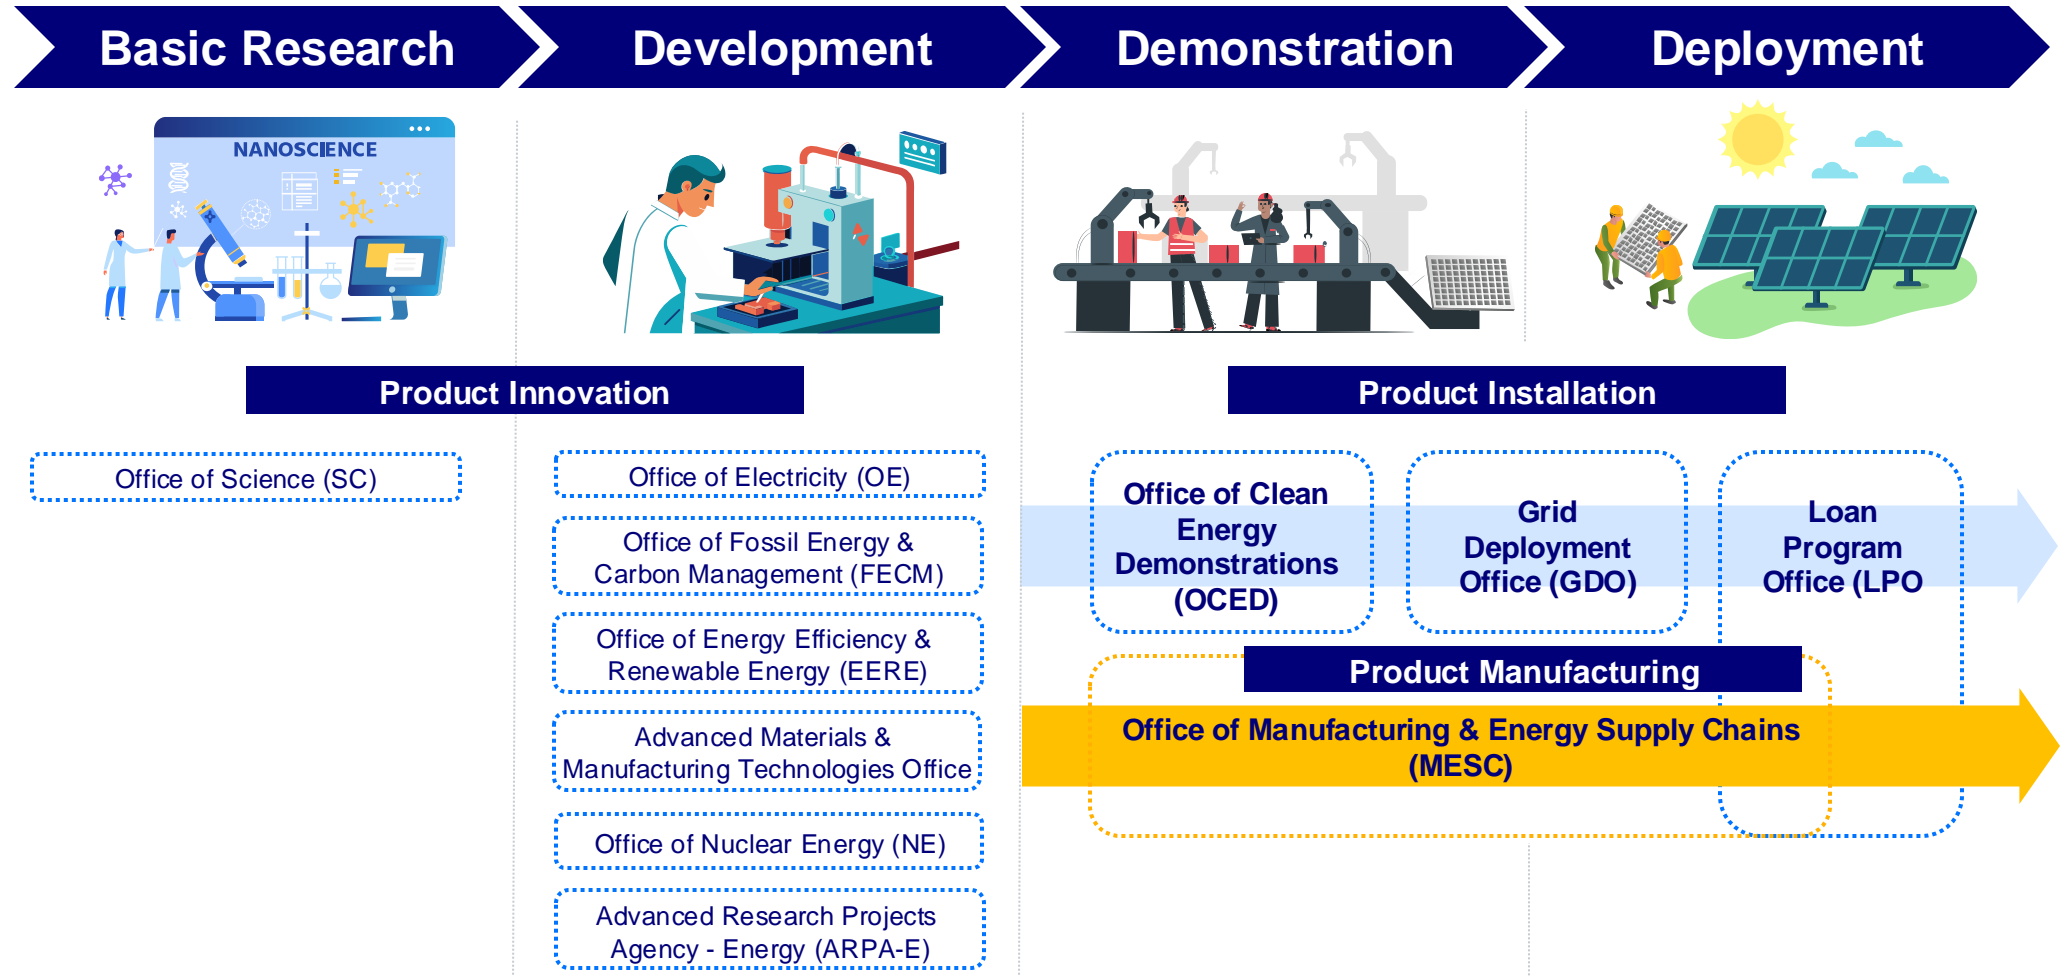 Basic Research
Development
Demonstration
Deployment
NANOSCIENCE
Product Innovation
Product Installation
Office of Science (SC)
Office of Electricity (OE)
Office of Fossil Energy &
Carbon Management (FECM)
Office of Energy Efficiency &
Renewable Energy (EERE)
Advanced Materials &
Manufacturing Technologies Office
Office of Nuclear Energy (NE)
Advanced Research Projects
Agency - Energy (ARPA-E)
Office of Clean
Energy
Demonstrations
(OCED)
Grid
Deployment
Office (GDO)
Loan
Program
Office (LPO
Product Manufacturing
Office of Manufacturing & Energy Supply Chains
(MESC)